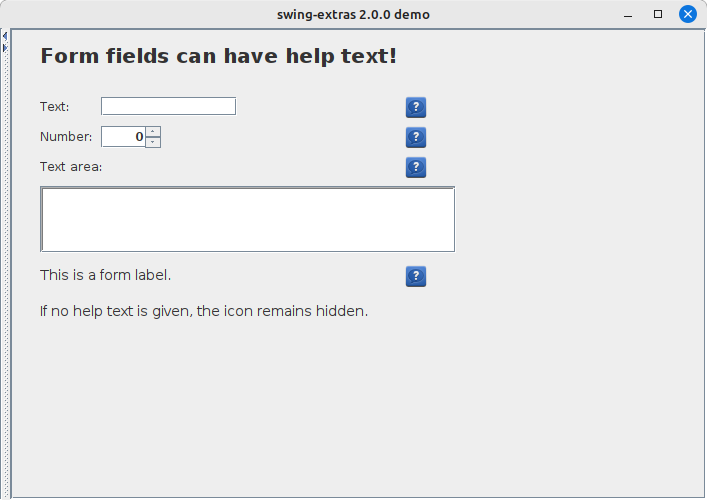 swing-extras 2.0.0 demo
Form fields can have help text!
Text: ?
Number: 0 ?
Text area: ?
This is a form label. ?
If no help text is given, the icon remains hidden.